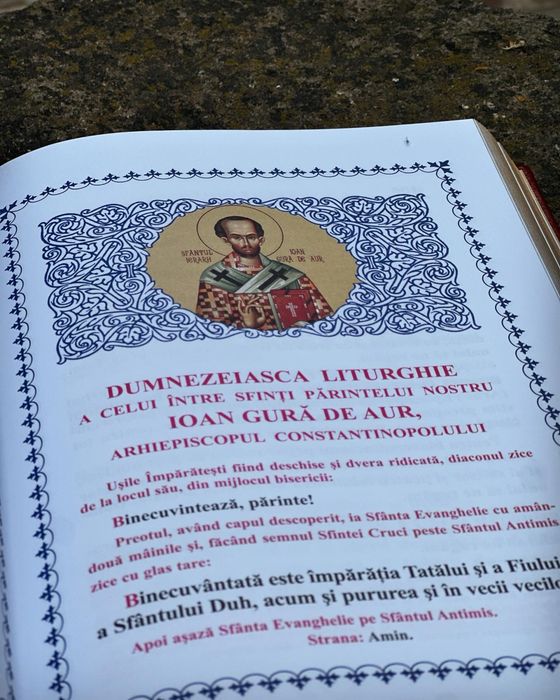 SFANTUL IOAN
IERARH GURĂ DE AUR
DUMNEZEIASCA LITURGHIE
A CELUI ÎNTRE SFINȚI PĂRINTELUI NOSTRU
IOAN GURĂ DE AUR,
ARHIEPISCOPUL CONSTANTINOPOLULUI
Ușile Împărătești fiind deschise și dvera ridicată, diaconul zice
de la locul său, din mijlocul bisericii:
Binecuvintează, părinte!
Preotul, având capul descoperit, ia Sfânta Evanghelie cu amân-
două mâinile și, făcând semnul Sfintei Cruci peste Sfântul Antimis,
zice cu glas tare:
Binecuvântată este împărăția Tatălui și a Fiului
a Sfântului Duh, acum și pururea și în vecii vecil
Apoi așază Sfânta Evanghelie pe Sfântul Antimis.
Strana: Amin.